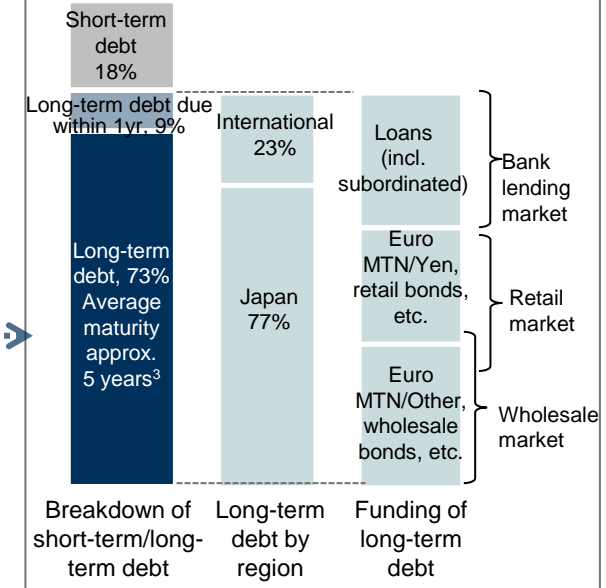 Short-term
debt
18%
Long-term debt due
within 1yr, 9%
Long-term
debt, 73%
Average
maturity
approx.
5 years3
International
23%
Japan
77%
Loans
(incl.
subordinated)
Euro
MTN/Yen,
retail bonds,
etc.
Euro
MTN/Other,
wholesale
bonds, etc.
Bank
lending
market
Retail
market
Wholesale
market
Breakdown of
short-term/long-
term debt
Long-term
debt by
region
Funding of
long-term
debt